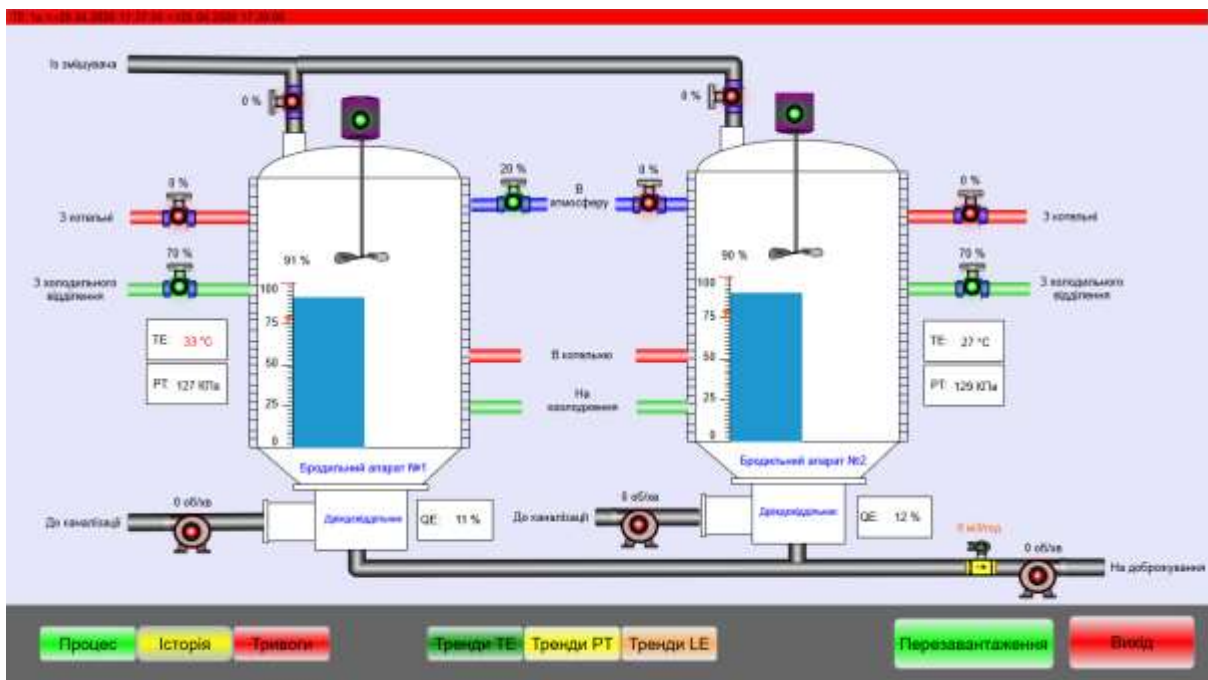 Із змішувача
0 %
0 %
0 %
20 %
В
атмосферу
0 %
0 %
З котельні
З котельні
70 %
91 %
90 %
70 %
З холодильного
відділення
З холодильного
відділення
100
75
50
25
0
100
75
50
25
0
TE: 33 °C
PT: 127 КПа
TE: 27 °C
PT: 129 КПа
В котельню
На
охолодження
Бродильний апарат №1
Бродильний апарат №2
0 об/хв
До каналізації
Дріжджевіддільник
QE: 11 %
0 об/хв
До каналізації
QE: 12 %
0 об/хв
На доброжування
Процес
Історія
Тривоги
Тренди TE
Тренди PT
Тренди LE
Перезавантаження
Вихід